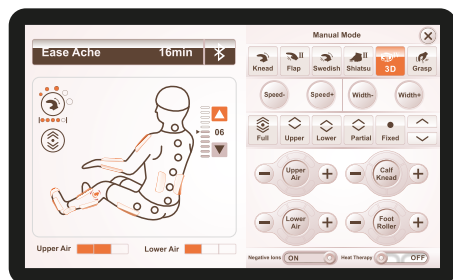 Ease Ache 16min
06
Upper Air
Lower Air
Manual Mode
Knead Flap Swedish Shiatsu 3D Grasp
Speed- Speed+ Width- Width+
Full Upper Lower Partial Fixed
Upper
Air
Calf
Knead
Lower
Air
Foot
Roller
Negative Ions ON Heat Therapy OFF